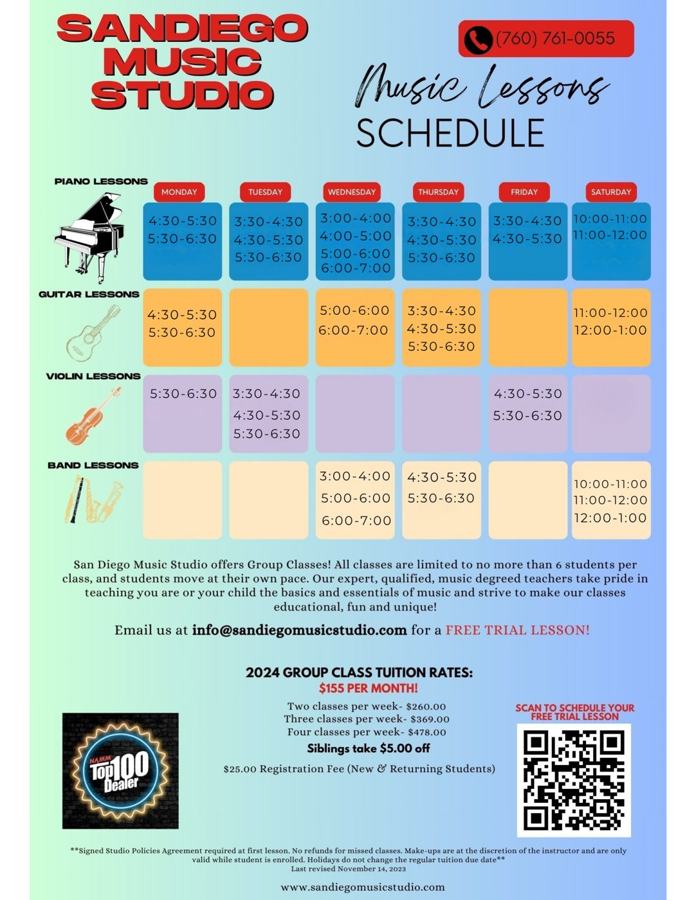 SANDIEGO
MUSIC
STUDIO
(760) 761-0055
Music Lessons
SCHEDULE
PIANO LESSONS
MONDAY
TUESDAY
WEDNESDAY
THURSDAY
FRIDAY
SATURDAY
4:30-5:30
5:30-6:30
3:30-4:30
4:30-5:30
5:30-6:30
3:00-4:00
4:00-5:00
5:00-6:00
6:00-7:00
3:30-4:30
4:30-5:30
5:30-6:30
3:30-4:30
4:30-5:30
10:00-11:00
11:00-12:00
GUITAR LESSONS
4:30-5:30
5:30-6:30
5:00-6:00
6:00-7:00
3:30-4:30
4:30-5:30
5:30-6:30
11:00-12:00
12:00-1:00
VIOLIN LESSONS
5:30-6:30
3:30-4:30
4:30-5:30
5:30-6:30
4:30-5:30
5:30-6:30
BAND LESSONS
3:00-4:00
5:00-6:00
6:00-7:00
4:30-5:30
5:30-6:30
10:00-11:00
11:00-12:00
12:00-1:00
San Diego Music Studio offers Group Classes! All classes are limited to no more than 6 students per
class, and students move at their own pace. Our expert, qualified, music degreed teachers take pride in
teaching you are or your child the basics and essentials of music and strive to make our classes
educational, fun and unique!
Email us at info@sandiegomusicstudio.com for a FREE TRIAL LESSON!
2024 GROUP CLASS TUITION RATES:
$155 PER MONTH!
Two classes per week- $260.00
Three classes per week- $369.00
Four classes per week- $478.00
Siblings take $5.00 off
$25.00 Registration Fee (New & Returning Students)
NAMM
Top100
Dealer
SCAN TO SCHEDULE YOUR
FREE TRIAL LESSON
**Signed Studio Policies Agreement required at first lesson. No refunds for missed classes. Make-ups are at the discretion of the instructor and are only
valid while student is enrolled. Holidays do not change the regular tuition due date**
Last revised November 14, 2023
www.sandiegomusicstudio.com